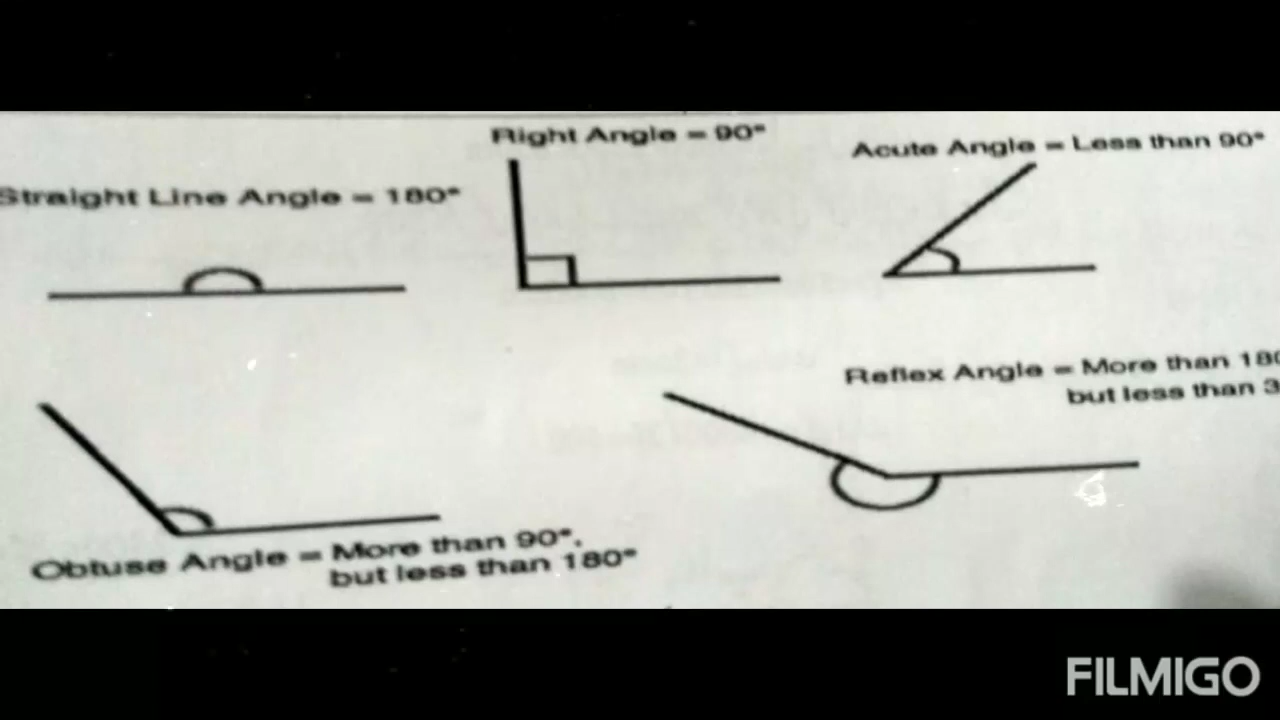 Right Angle = 90°
Acute Angle = Less than 90°
Straight Line Angle = 180°
Reflex Angle = More than 180
but less than 3
Obtuse Angle = More than 90°,
but less than 180°
FILMIGO